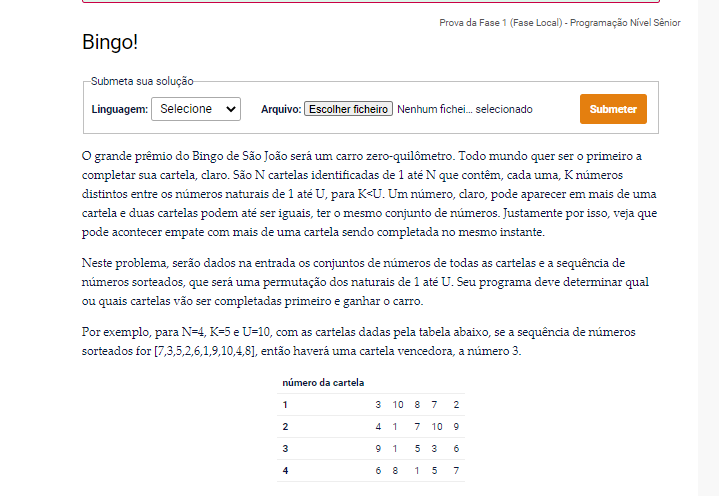 Prova da Fase 1 (Fase Local) - Programação Nível Sênior
Bingo!
Submeta sua solução
Linguagem: Selecione Arquivo: Escolher ficheiro Nenhum fichei... selecionado Submeter
O grande prêmio do Bingo de São João será um carro zero-quilômetro. Todo mundo quer ser o primeiro a
completar sua cartela, claro. São N cartelas identificadas de 1 até N que contêm, cada uma, K números
distintos entre os números naturais de 1 até U, para K<U. Um número, claro, pode aparecer em mais de uma
cartela e duas cartelas podem até ser iguais, ter o mesmo conjunto de números. Justamente por isso, veja que
pode acontecer empate com mais de uma cartela sendo completada no mesmo instante.
Neste problema, serão dados na entrada os conjuntos de números de todas as cartelas e a sequência de
números sorteados, que será uma permutação dos naturais de 1 até U. Seu programa deve determinar qual
ou quais cartelas vão ser completadas primeiro e ganhar o carro.
Por exemplo, para N=4, K=5 e U=10, com as cartelas dadas pela tabela abaixo, se a sequência de números
sorteados for [7,3,5,2,6,1,9,10,4,8], então haverá uma cartela vencedora, a número 3.
número da cartela
1 3 10 8 7 2
2 4 1 7 10 9
3 9 1 5 3 6
4 6 8 1 5 7